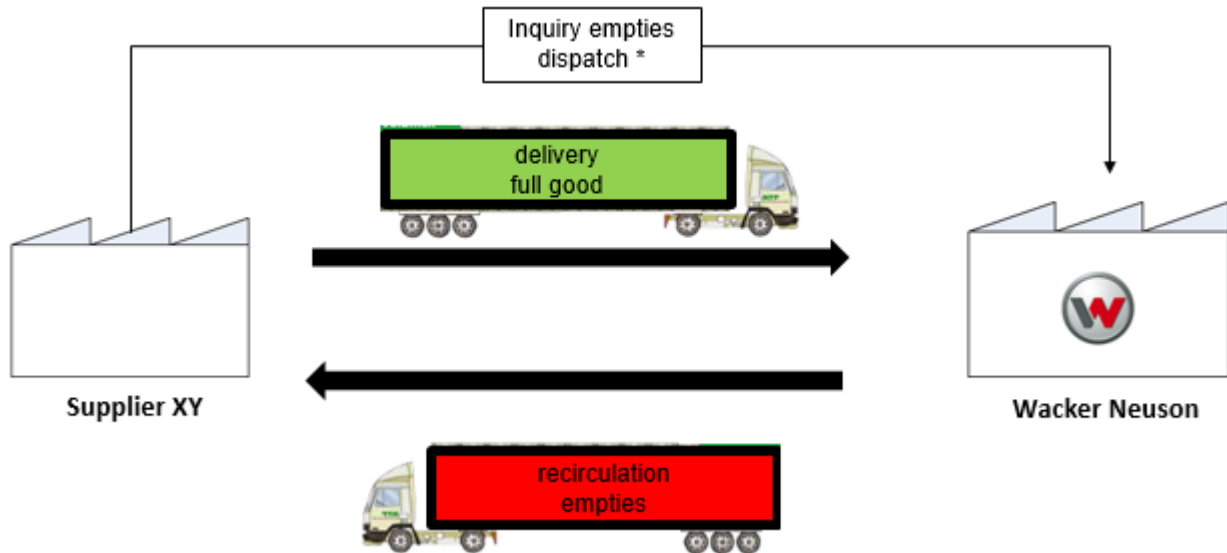 Inquiry empties
dispatch *
delivery
full good
Supplier XY
Wacker Neuson
recirculation
empties